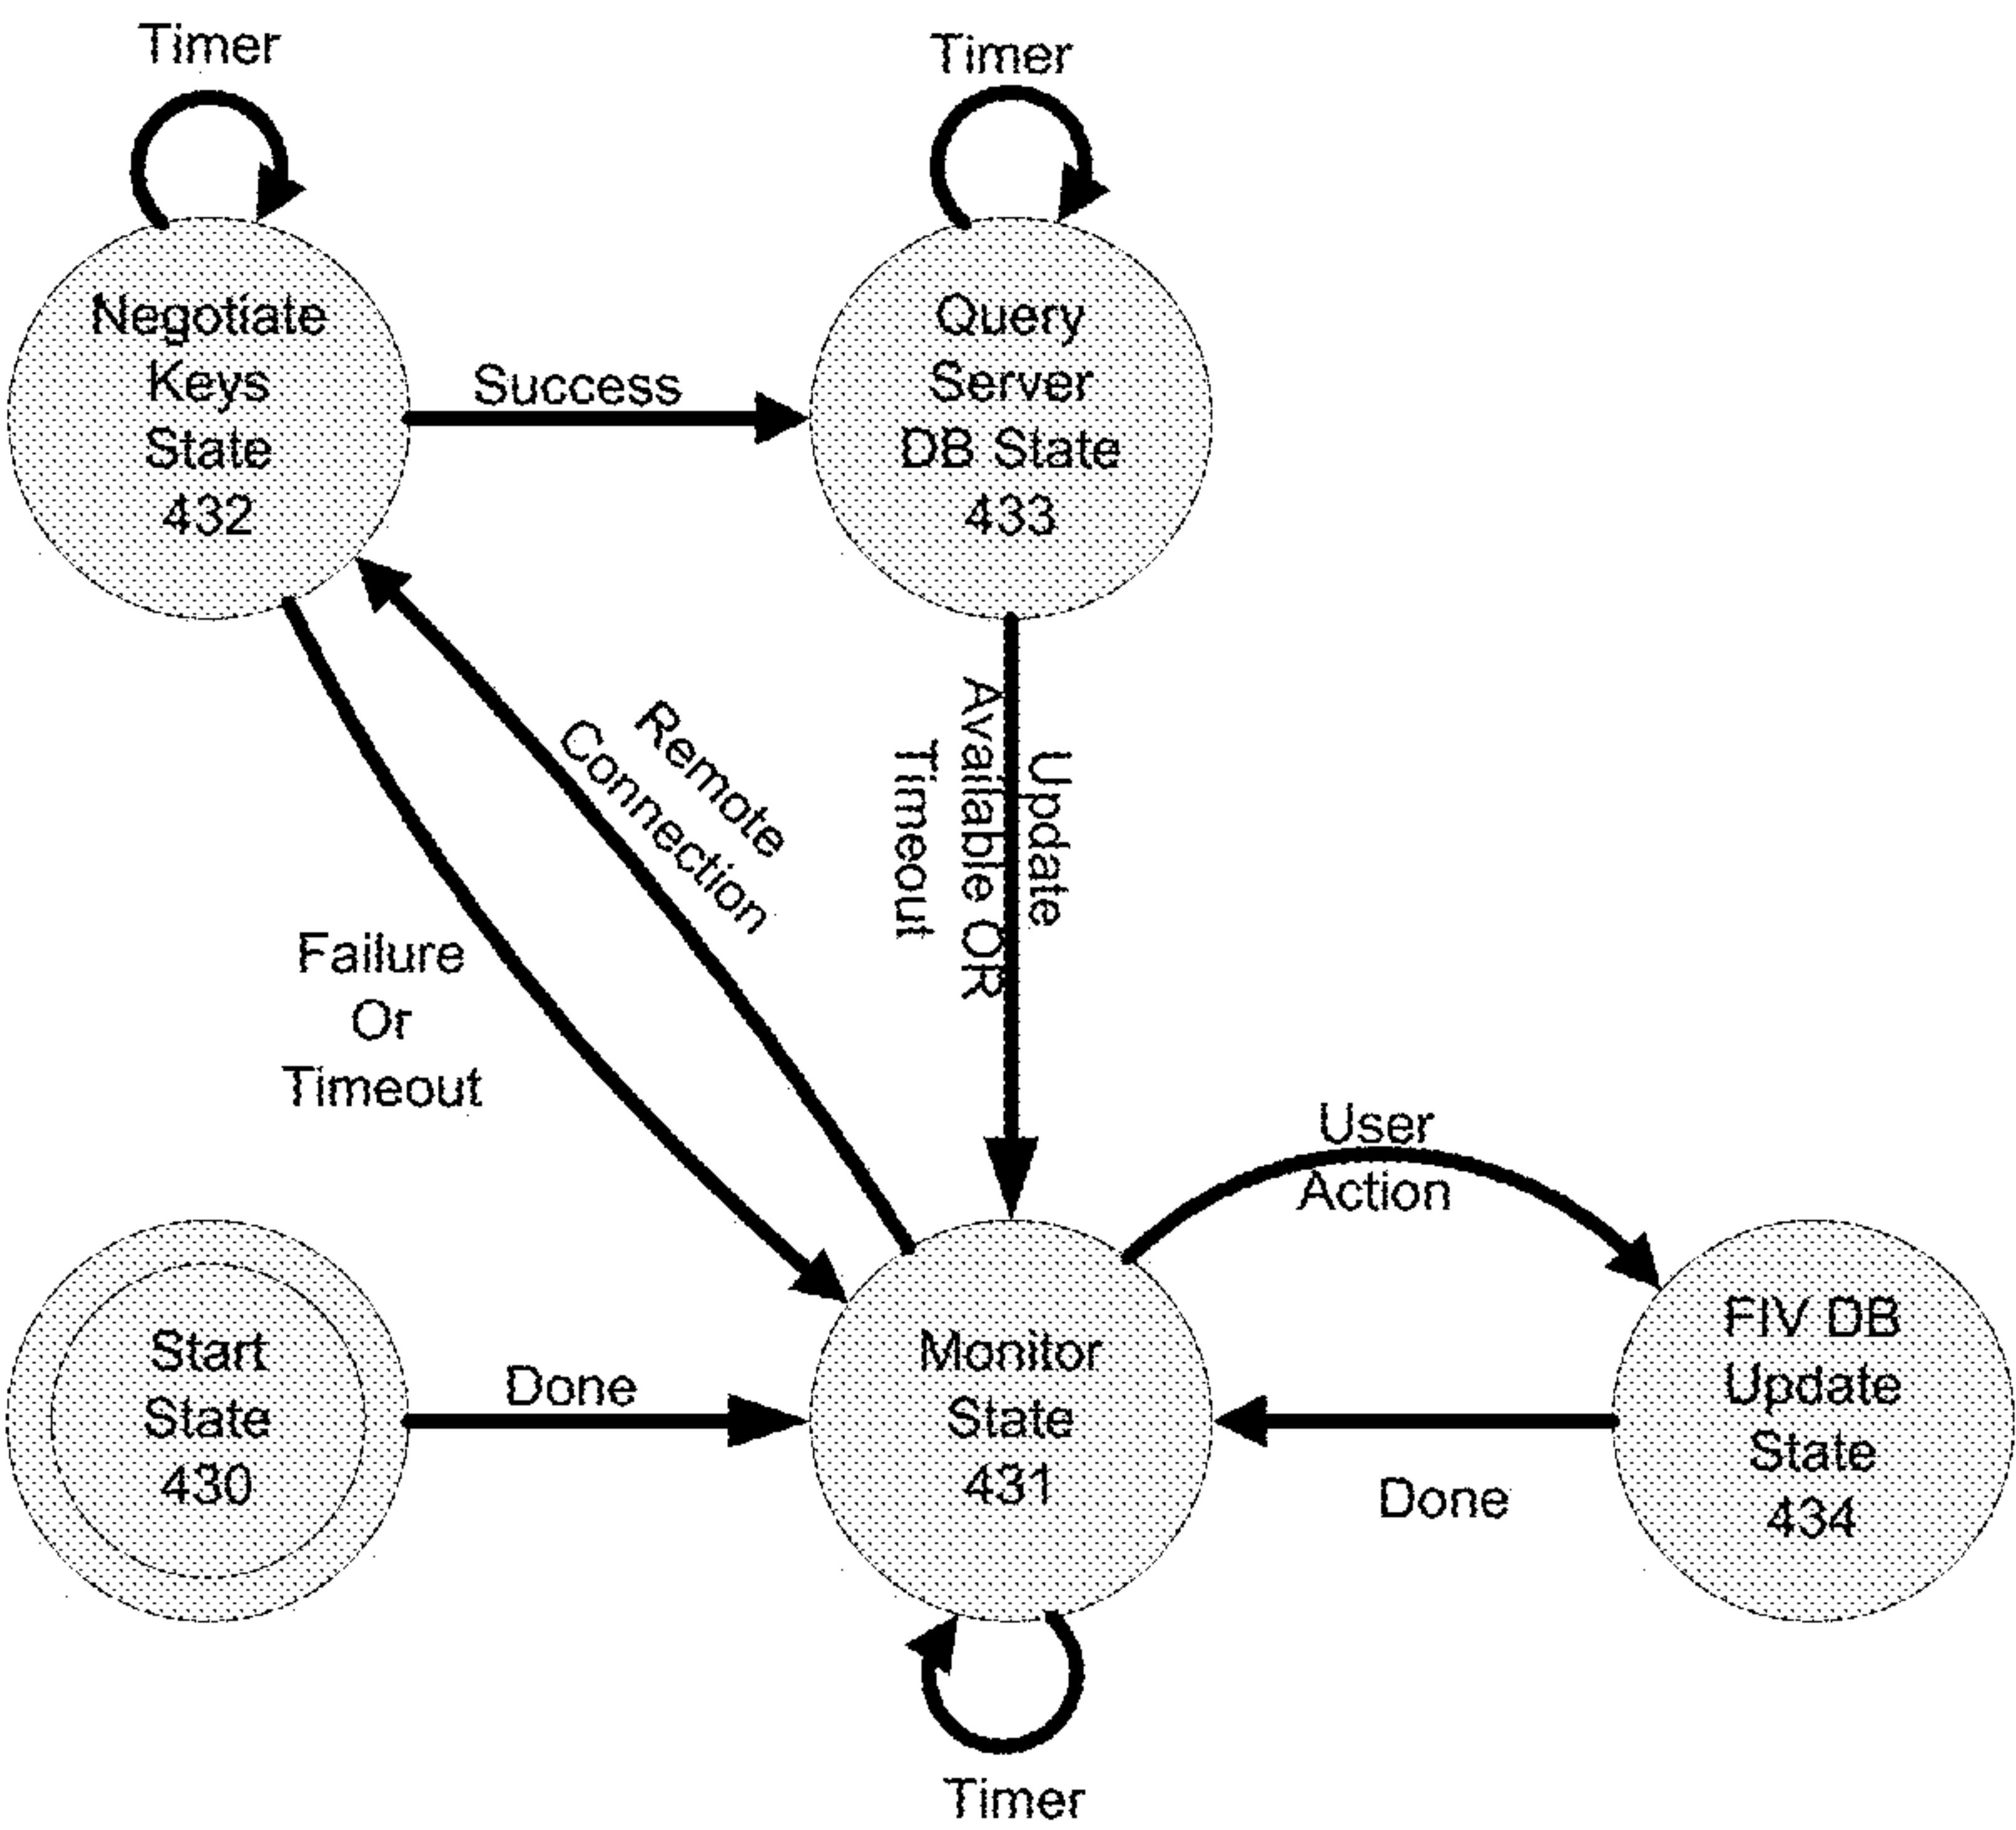 Timer
Timer
Negotiate
Keys
State
432
Success
Query
Server
DB State
433
Remote
Connection
Update
Available OR
Timeout
Failure
Or
Timeout
User
Action
Start
State
430
Done
Monitor
State
431
FIV DB
Update
State
434
Done
Timer